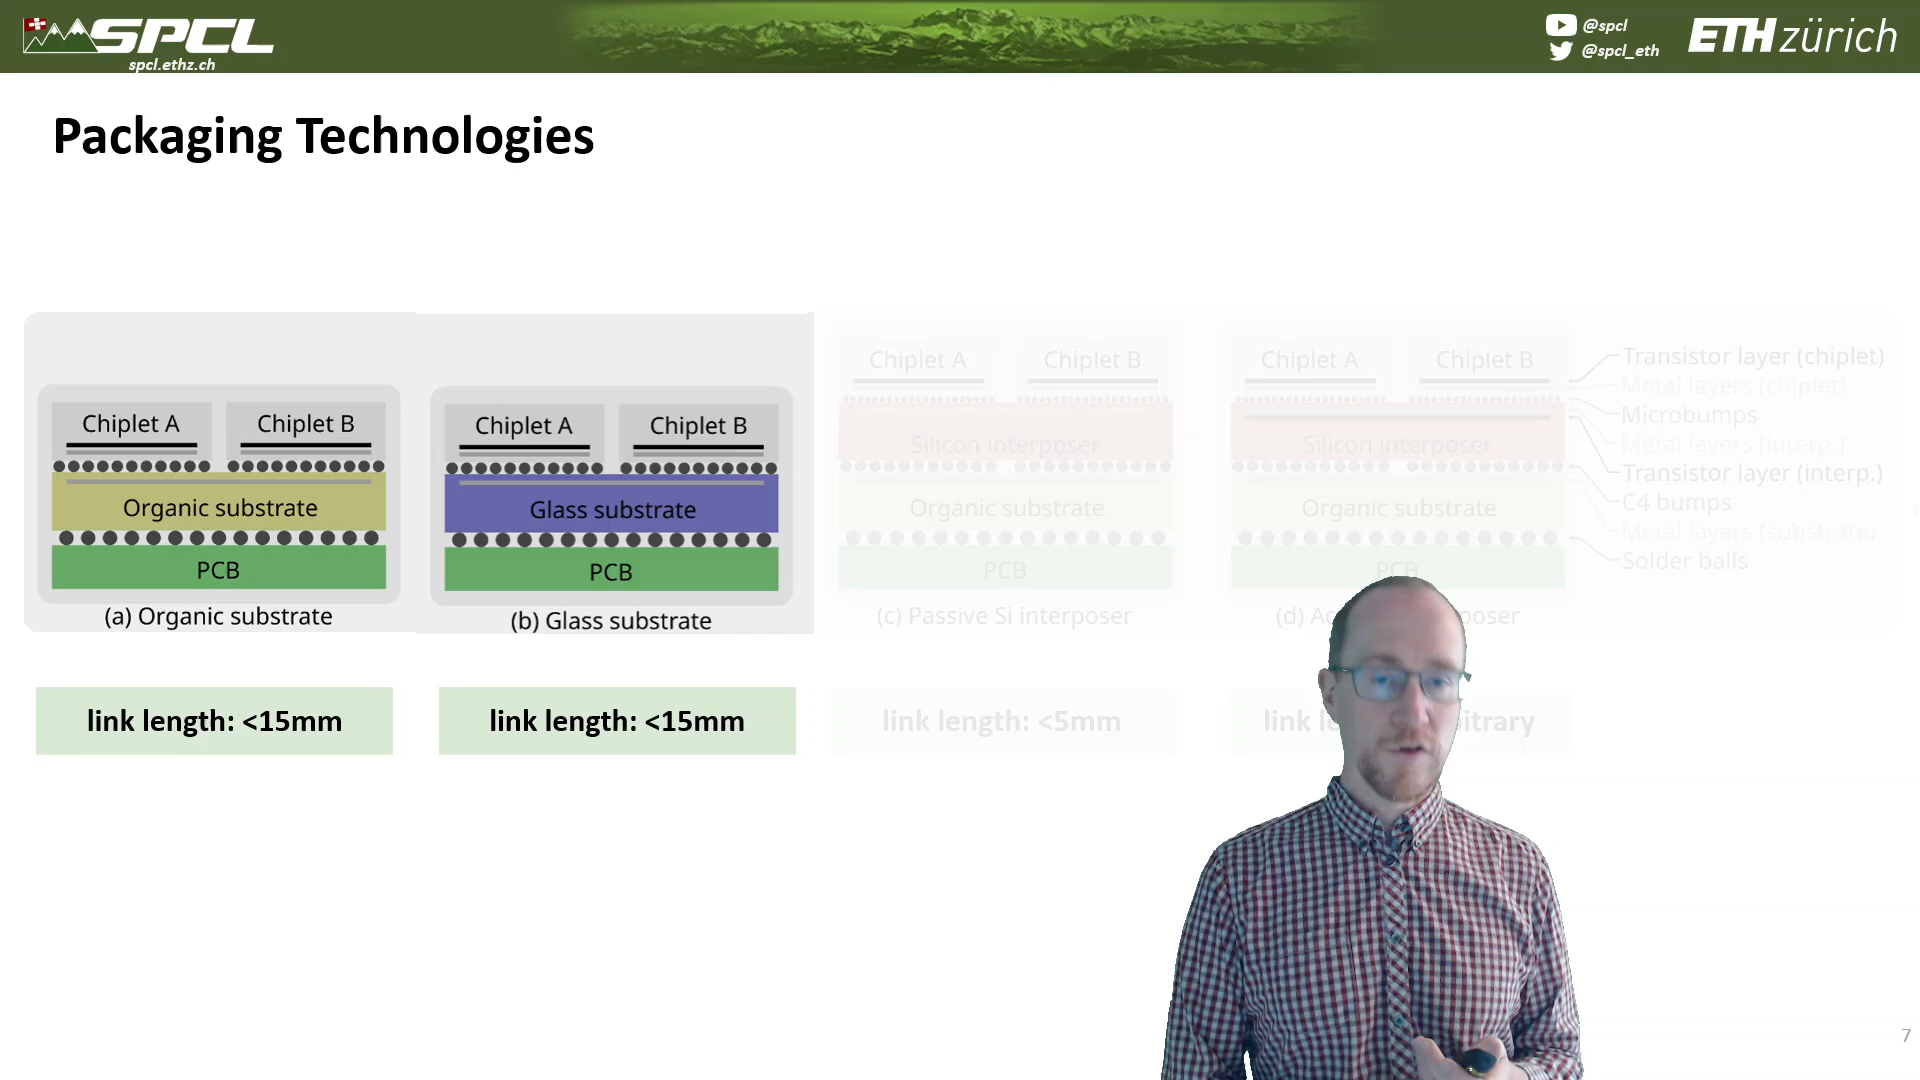 SPCL
spcl.ethz.ch
@spcl
@spcl_eth
ETH zürich
Packaging Technologies
Chiplet A
Chiplet B
Organic substrate
PCB
(a) Organic substrate
link length: <15mm
Chiplet A
Chiplet B
Glass substrate
PCB
(b) Glass substrate
link length: <15mm
Chiplet A
Chiplet B
Silicon interposer
Organic substrate
PCB
(c) Passive Si interposer
link length: <5mm
Chiplet A
Chiplet B
Silicon interposer
Organic substrate
PCB
(d)
link
Transistor layer (chiplet)
Metal layers (chiplet)
Microbumps
Metal layers (interp.)
Transistor layer (interp.)
C4 bumps
Metal layers (substrate)
Solder balls
7